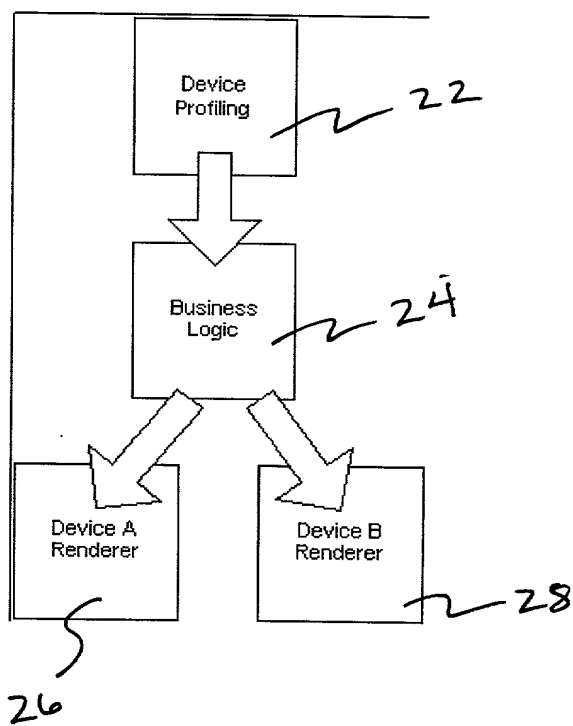 Device
Profiling
22
Business
Logic
24
Device A
Renderer
Device B
Renderer
28
26